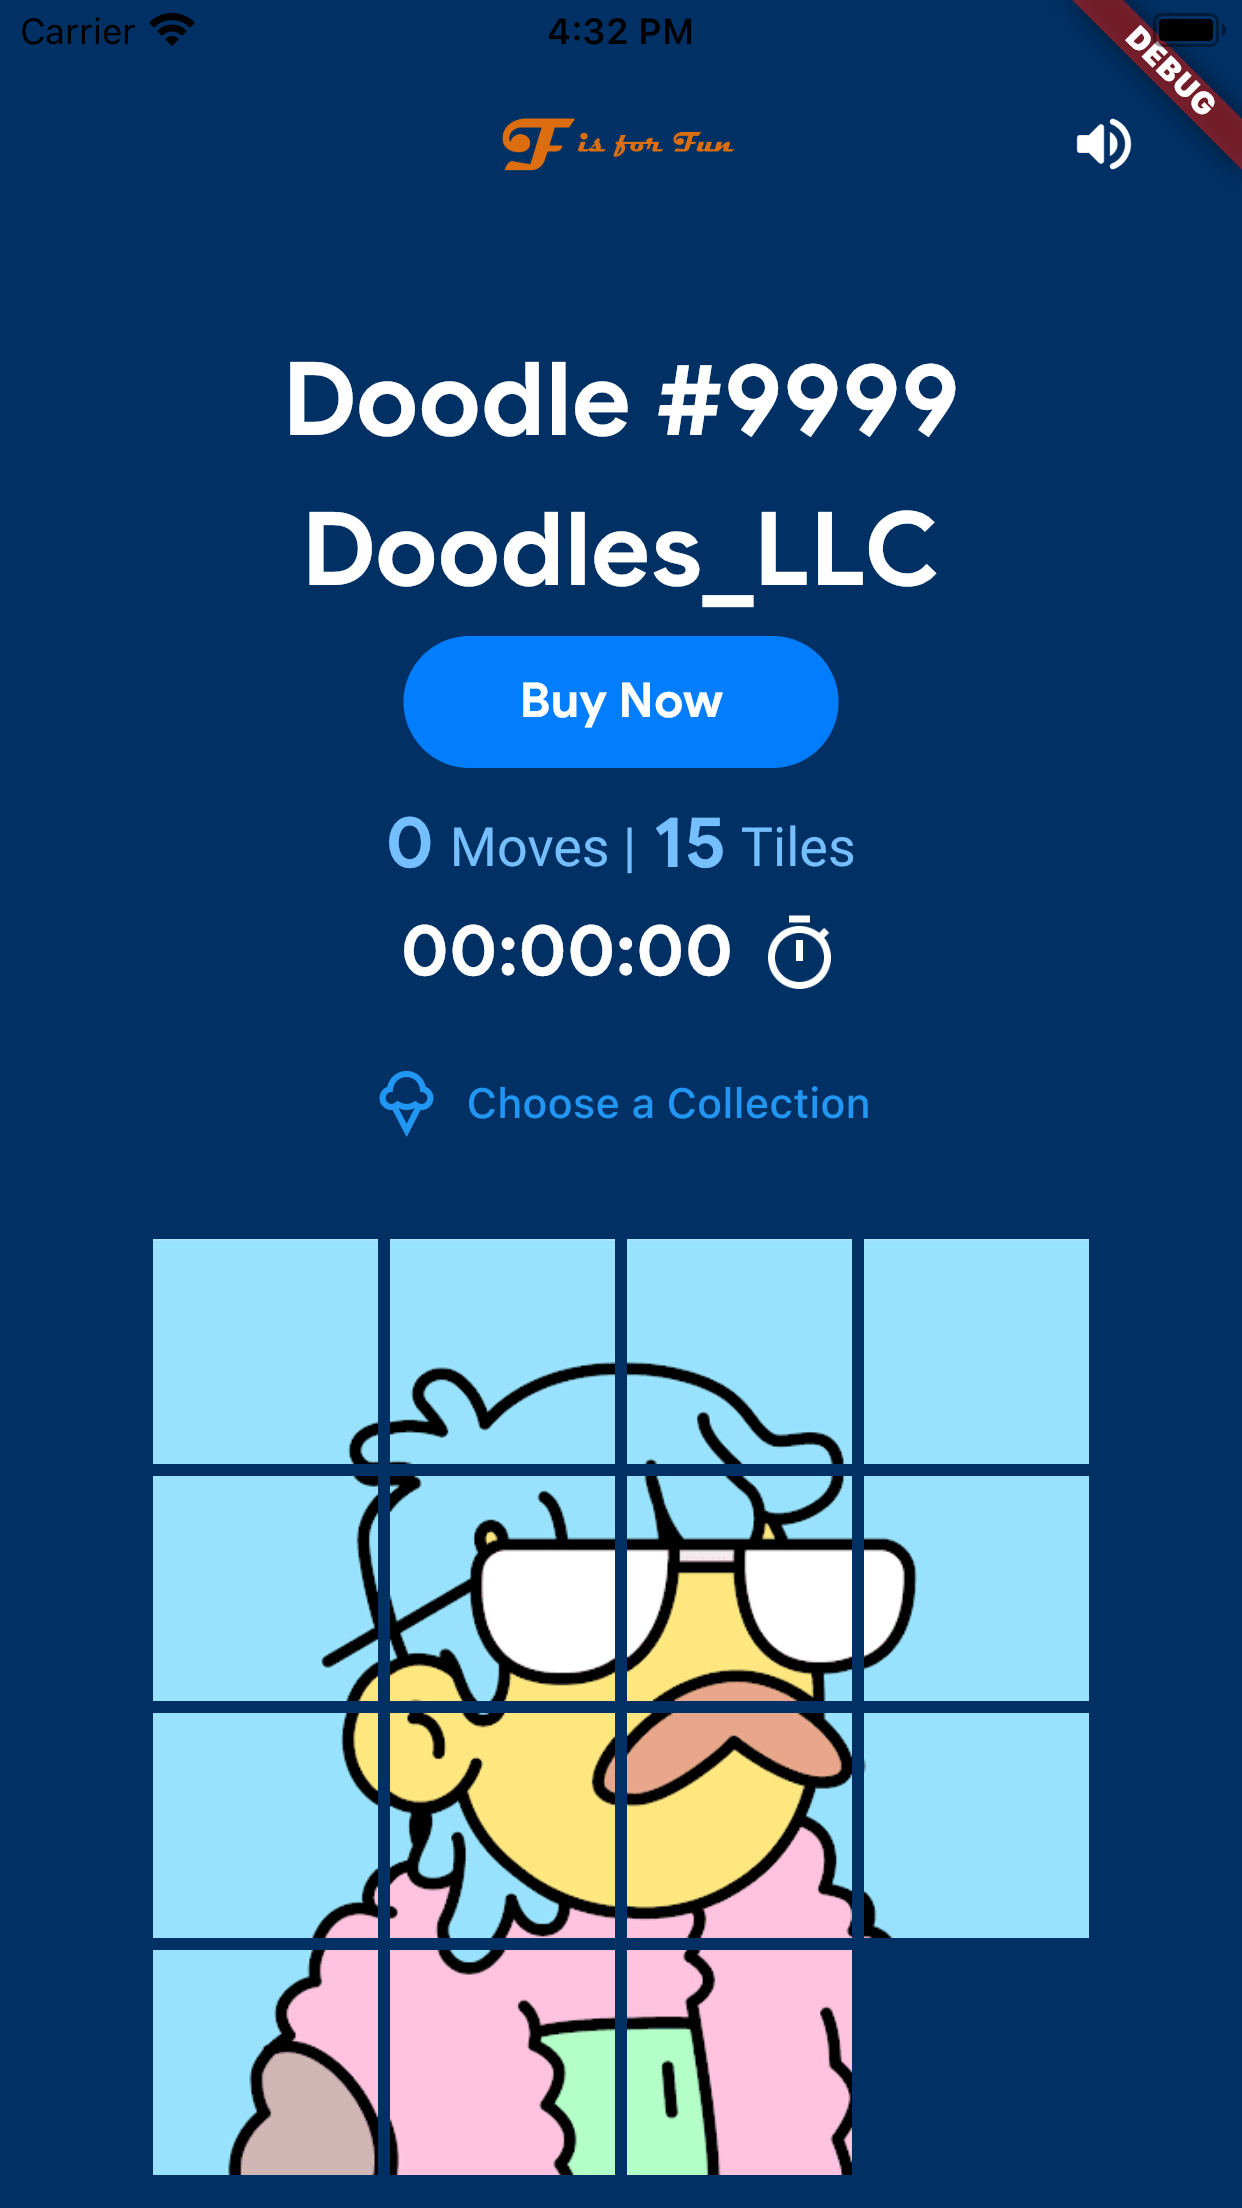 Carrier 4:32 PM
DEBUG
F is for Fun
Doodle #9999
Doodles_LLC
Buy Now
0 Moves | 15 Tiles
00:00:00
Choose a Collection